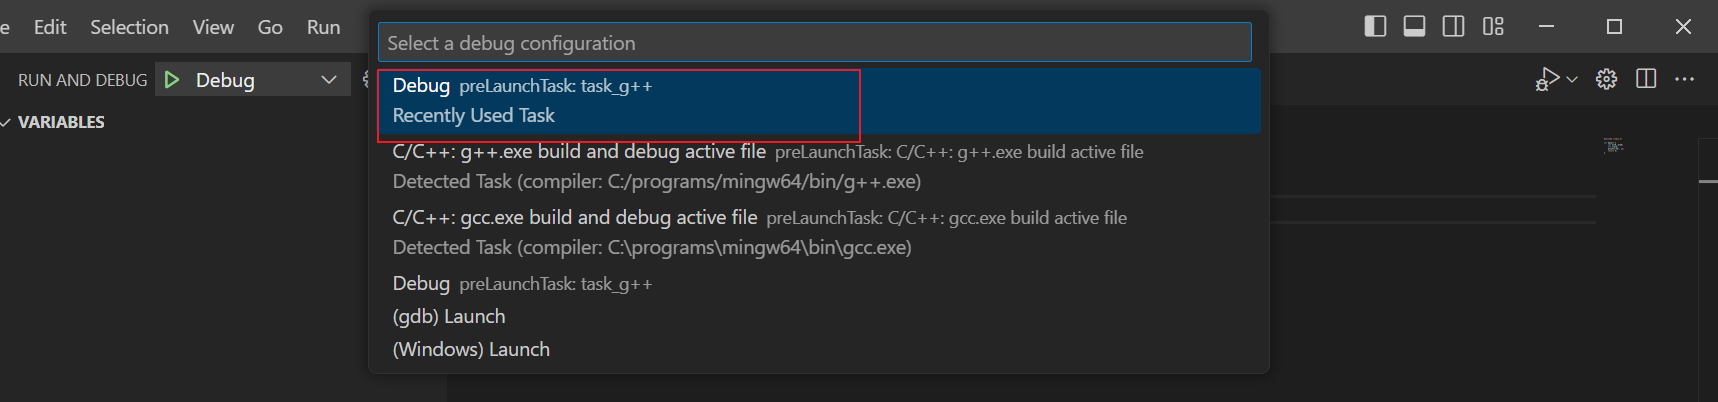 e Edit Selection View Go Run
Select a debug configuration
RUN AND DEBUG Debug
Debug preLaunchTask: task_g++
Recently Used Task
VARIABLES
C/C++: g++.exe build and debug active file preLaunchTask: C/C++: g++.exe build active file
Detected Task (compiler: C:/programs/mingw64/bin/g++.exe)
C/C++: gcc.exe build and debug active file preLaunchTask: C/C++: gcc.exe build active file
Detected Task (compiler: C:\programs\mingw64\bin\gcc.exe)
Debug preLaunchTask: task_g++
(gdb) Launch
(Windows) Launch